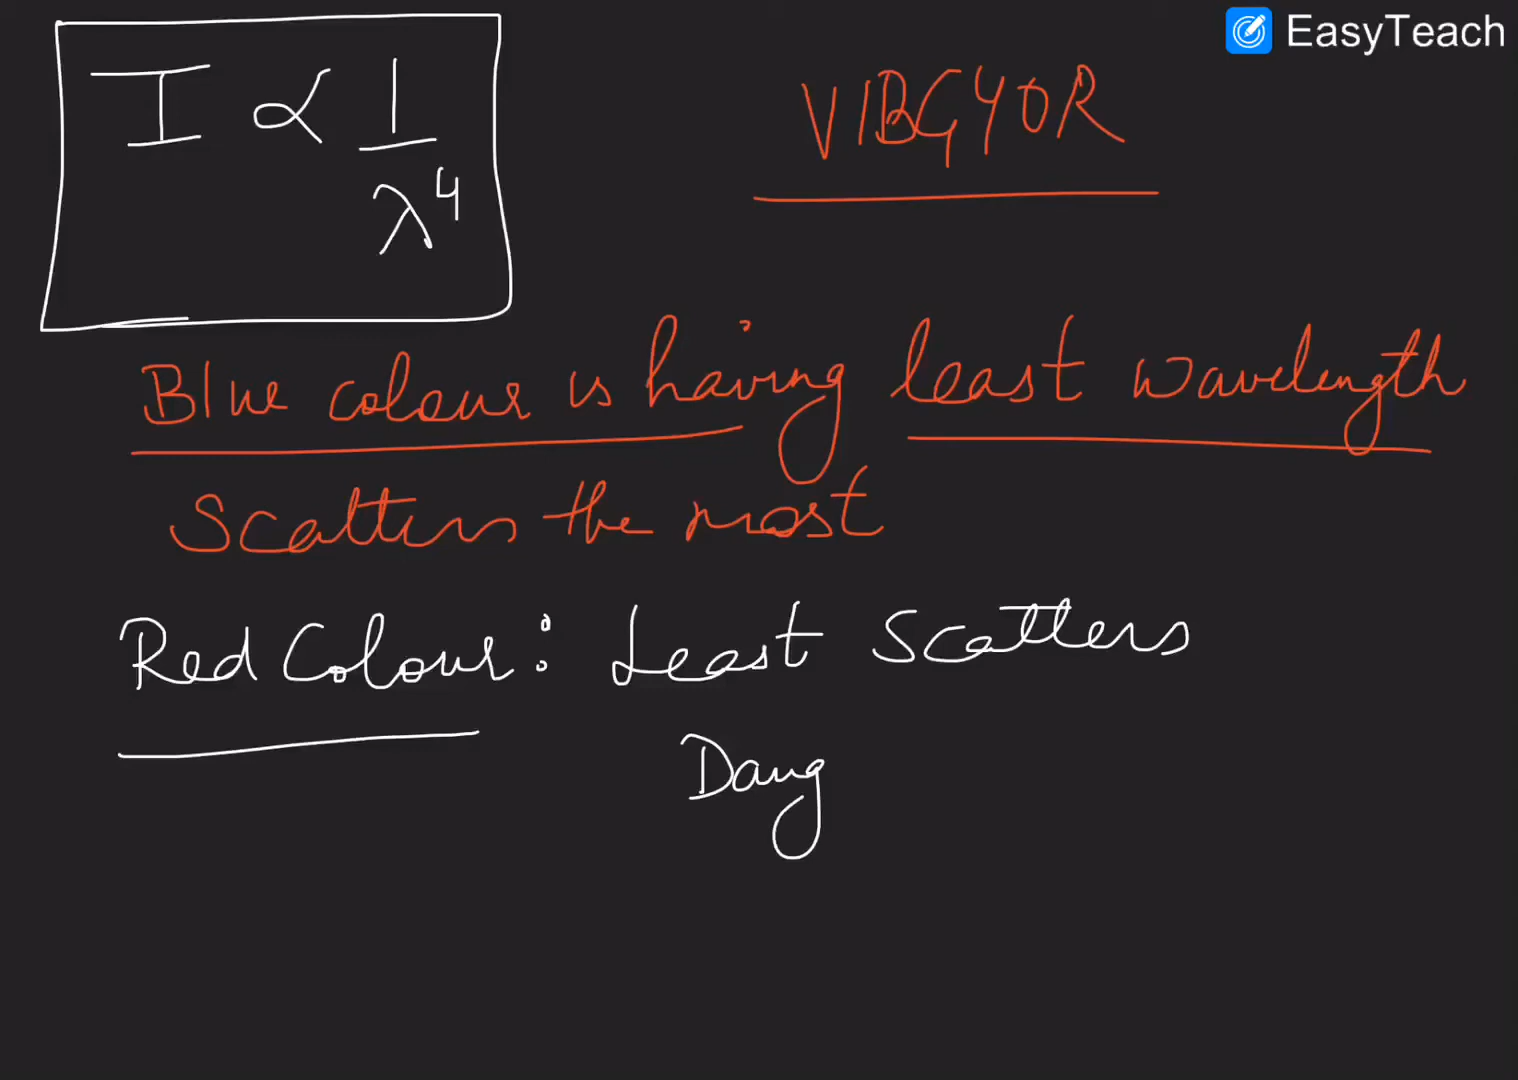 EasyTeach
I ∝ 1/λ⁴
VIBGYOR
Blue colour is having least wavelength
Scatters the most
Red Colour: Least Scatters
Dang